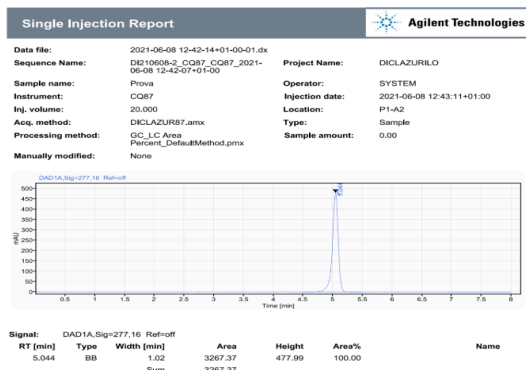 Single Injection Report
Agilent Technologies
Data file: 2021-06-08 12-42-14+01-00-01.dx
Sequence Name: DI210608-2_CQ87_CQ87_2021-06-08 12-42-07+01-00 Project Name: DICLAZURILO
Sample name: Prova Operator: SYSTEM
Instrument: CQ87 Injection date: 2021-06-08 12:43:11+01:00
Inj. volume: 20.000 Location: P1-A2
Acq. method: DICLAZUR87.amx Type: Sample
Processing method: GC_LC Area Percent_DefaultMethod.pmx Sample amount: 0.00
Manually modified: None
DAD1A,Sig=277,16 Ref=off
5.044
mAU
500
450
400
350
300
250
200
150
100
50
0
0.5 1 1.5 2 2.5 3 3.5 4 4.5 5 5.5 6 6.5 7 7.5 8
Time [min]
Signal: DAD1A,Sig=277,16 Ref=off
RT [min] Type Width [min] Area Height Area% Name
5.044 BB 1.02 3267.37 477.99 100.00
Sum 3267.37